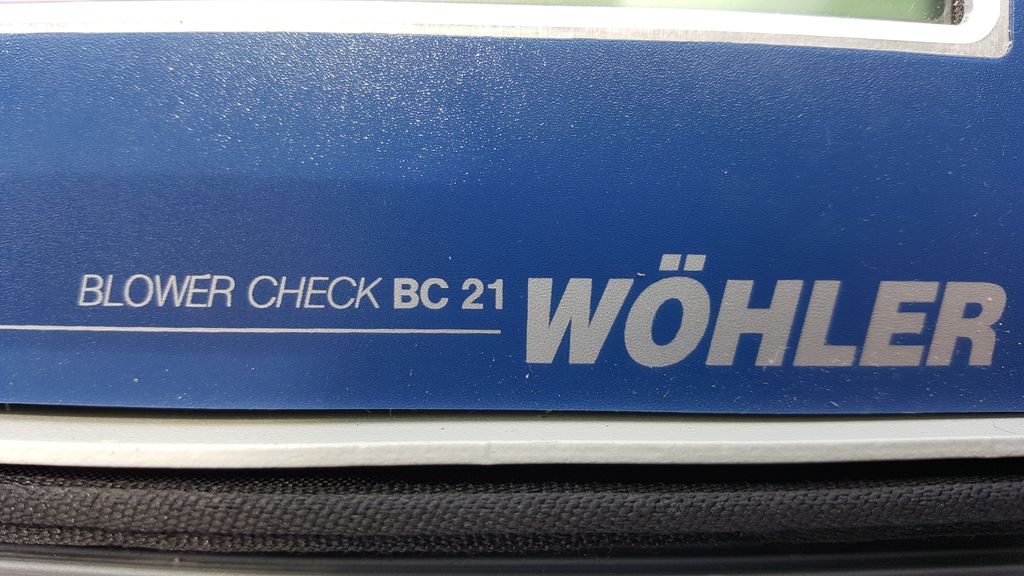 BLOWER CHECK BC 21 WÖHLER